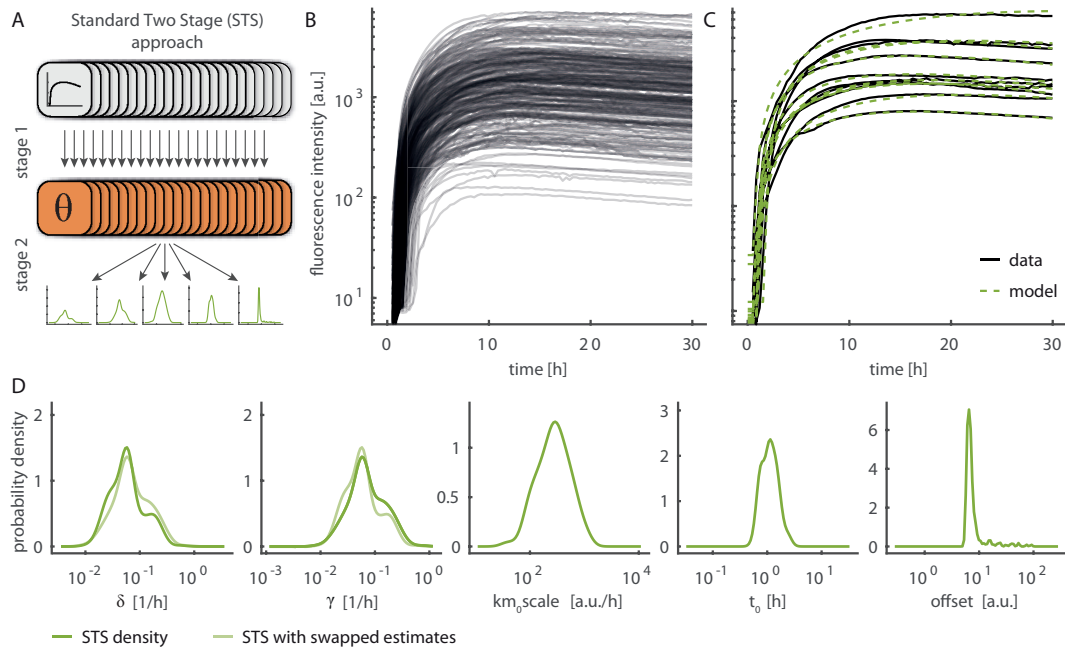 A
Standard Two Stage (STS)
approach
stage 1
θ
stage 2
B
fluorescence intensity [a.u.]
10³
10²
10¹
0
10
20
30
time [h]
C
data
model
0
10
20
30
time [h]
D
probability density
2
1
0
10⁻²
10⁻¹
10⁰
δ [1/h]
2
1
0
10⁻³
10⁻²
10⁻¹
10⁰
γ [1/h]
1
0.5
0
10²
10⁴
km₀scale [a.u./h]
3
2
1
0
10⁻¹
10⁰
10¹
t₀ [h]
6
4
2
0
10⁰
10¹
10²
offset [a.u.]
STS density
STS with swapped estimates